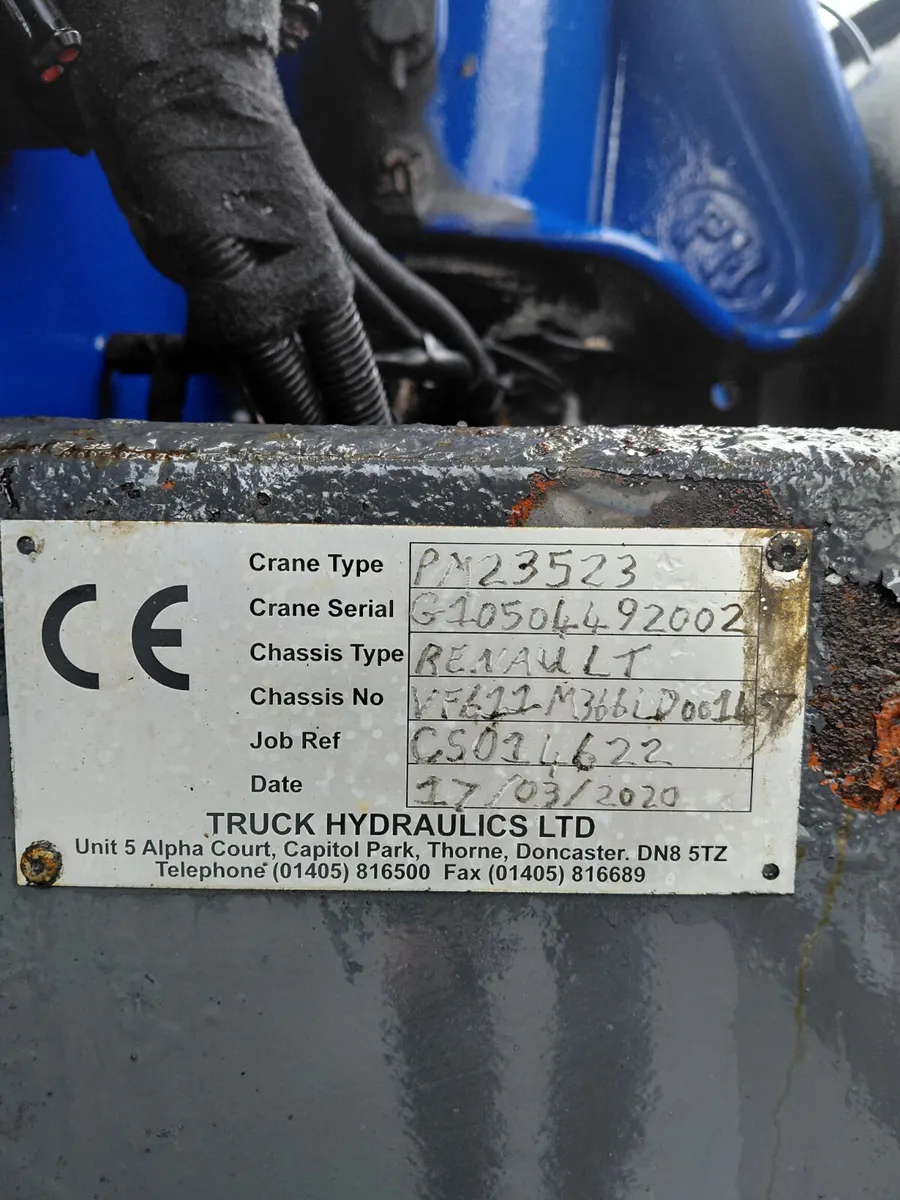 CE
Crane Type PM23523
Crane Serial G10504492002
Chassis Type RENAULT
Chassis No
Job Ref CS014622
Date 17/03/2020
TRUCK HYDRAULICS LTD
Unit 5 Alpha Court, Capitol Park, Thorne, Doncaster. DN8 5TZ
Telephone (01405) 816500 Fax (01405) 816689